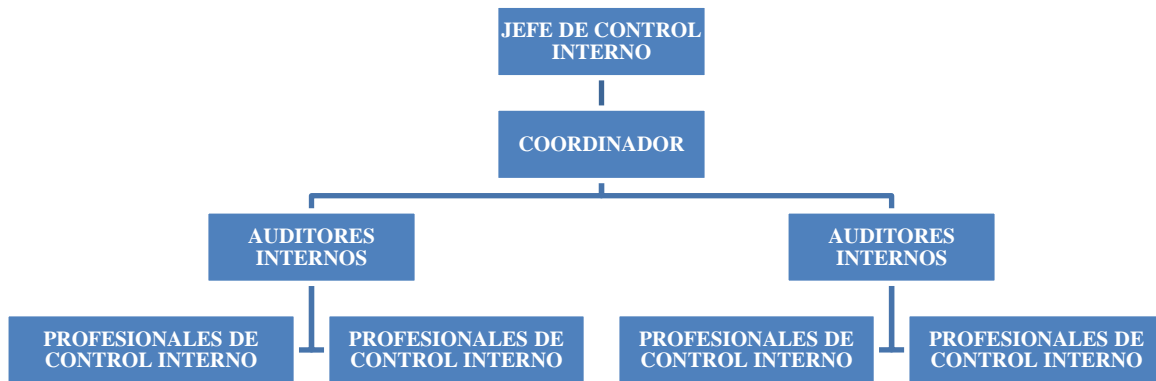 JEFE DE CONTROL
INTERNO
COORDINADOR
AUDITORES
INTERNOS
AUDITORES
INTERNOS
PROFESIONALES DE
CONTROL INTERNO
PROFESIONALES DE
CONTROL INTERNO
PROFESIONALES DE
CONTROL INTERNO
PROFESIONALES DE
CONTROL INTERNO